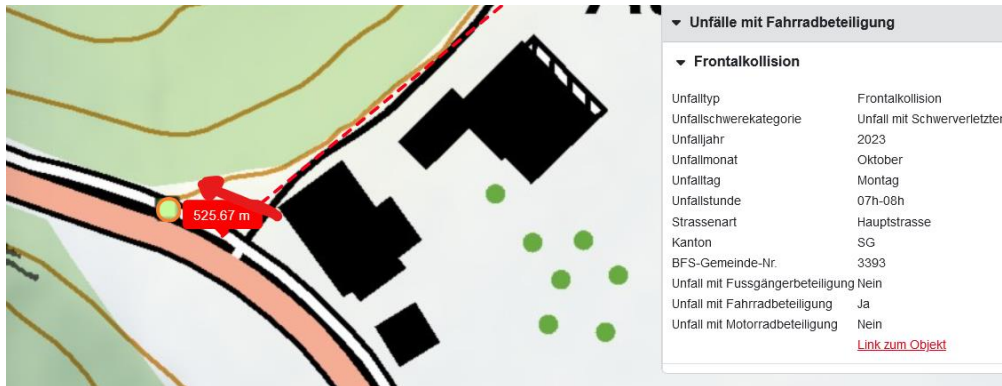 525.67 m
Unfälle mit Fahrradbeteiligung
Frontalkollision
Unfalltyp Frontalkollision
Unfallschwerekategorie Unfall mit Schwerverletzten
Unfalljahr 2023
Unfallmonat Oktober
Unfalltag Montag
Unfallstunde 07h-08h
Strassenart Hauptstrasse
Kanton SG
BFS-Gemeinde-Nr. 3393
Unfall mit Fussgängerbeteiligung Nein
Unfall mit Fahrradbeteiligung Ja
Unfall mit Motorradbeteiligung Nein
Link zum Objekt